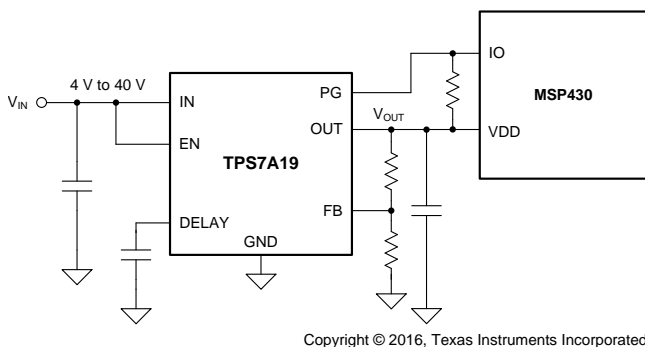 4 V to 40 V
V_IN
IN
EN
DELAY
GND
TPS7A19
PG
OUT
FB
V_OUT
IO
VDD
MSP430
Copyright © 2016, Texas Instruments Incorporated